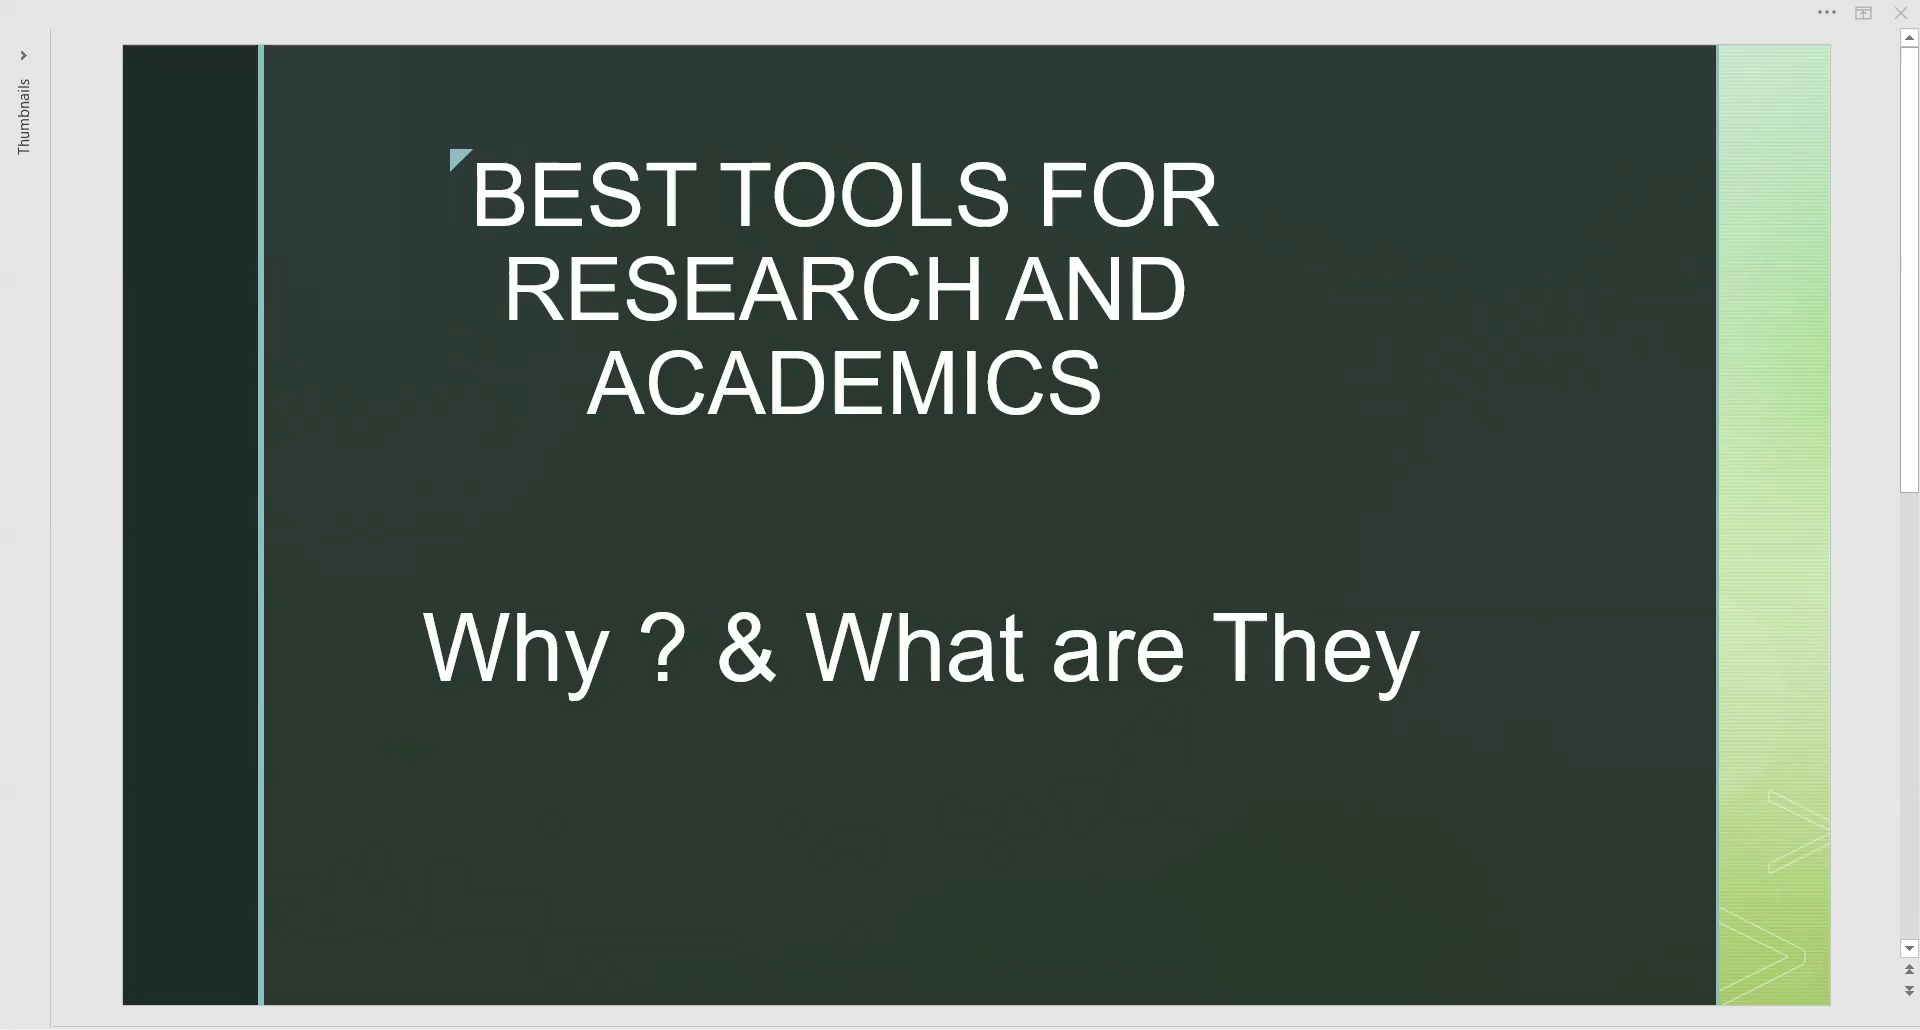 Thumbnails
BEST TOOLS FOR
RESEARCH AND
ACADEMICS
Why ? & What are They